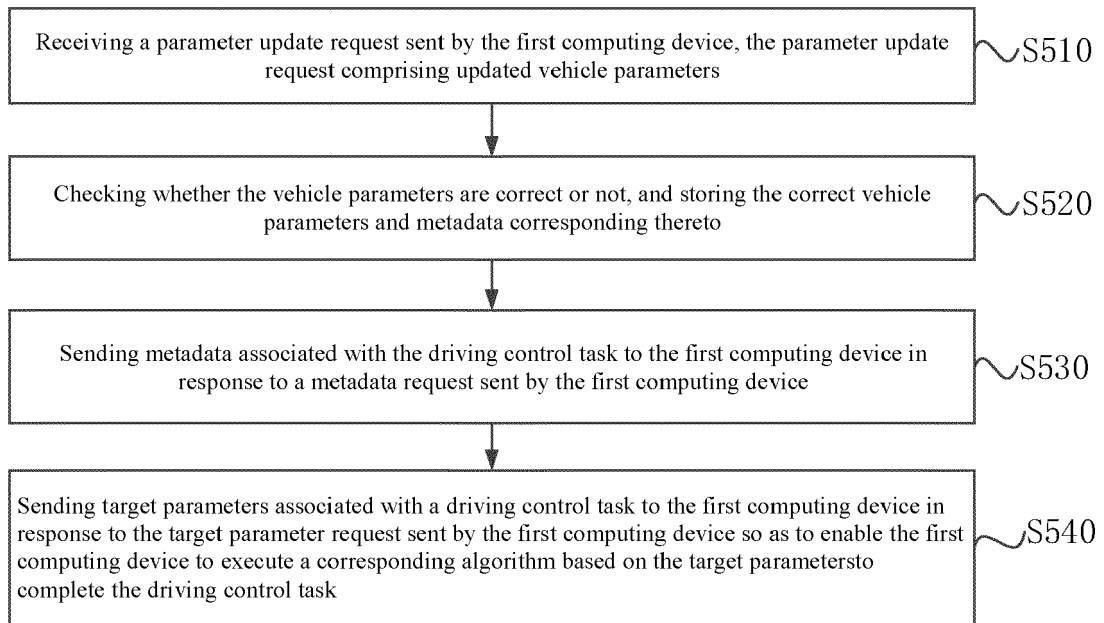 Receiving a parameter update request sent by the first computing device, the parameter update
request comprising updated vehicle parameters
S510
Checking whether the vehicle parameters are correct or not, and storing the correct vehicle
parameters and metadata corresponding thereto
S520
Sending metadata associated with the driving control task to the first computing device in
response to a metadata request sent by the first computing device
S530
Sending target parameters associated with a driving control task to the first computing device in
response to the target parameter request sent by the first computing device so as to enable the first
computing device to execute a corresponding algorithm based on the target parametersto
complete the driving control task
S540